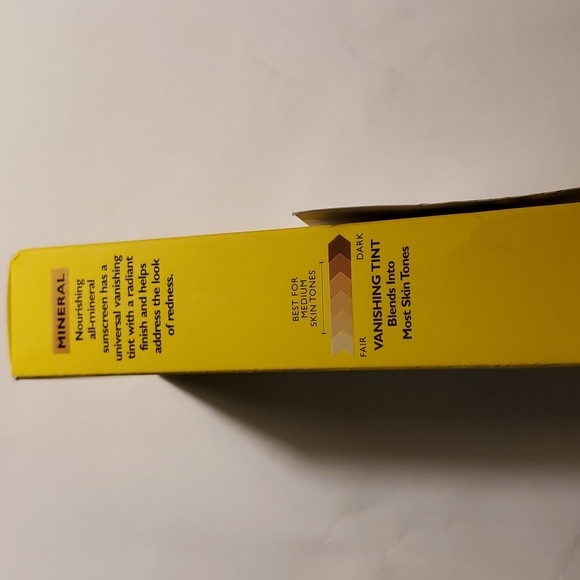 MINERAL
Nourishing
all-mineral
sunscreen has a
universal vanishing
tint with a radiant
finish and helps
address the look
of redness.
BEST FOR
MEDIUM
SKIN TONES
FAIR
DARK
VANISHING TINT
Blends Into
Most Skin Tones